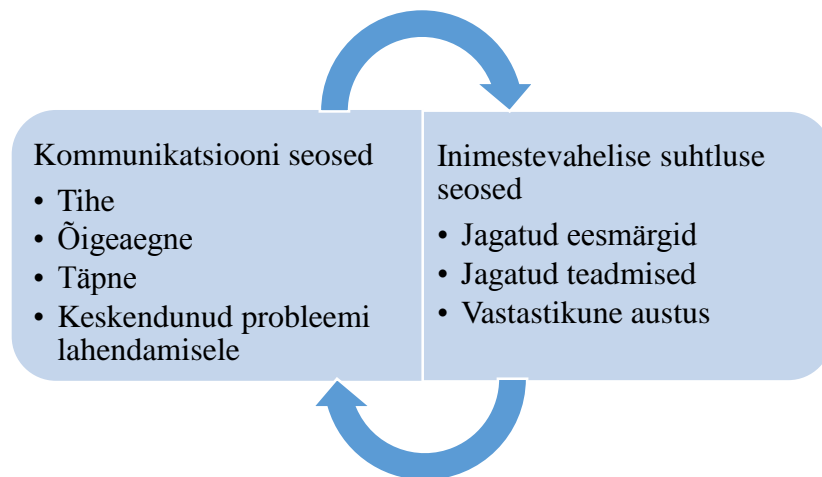 Kommunikatsiooni seosed
• Tihe
• Õigeaegne
• Täpne
• Keskendunud probleemi
lahendamisele
Inimestevahelise suhtluse
seosed
• Jagatud eesmärgid
• Jagatud teadmised
• Vastastikune austus